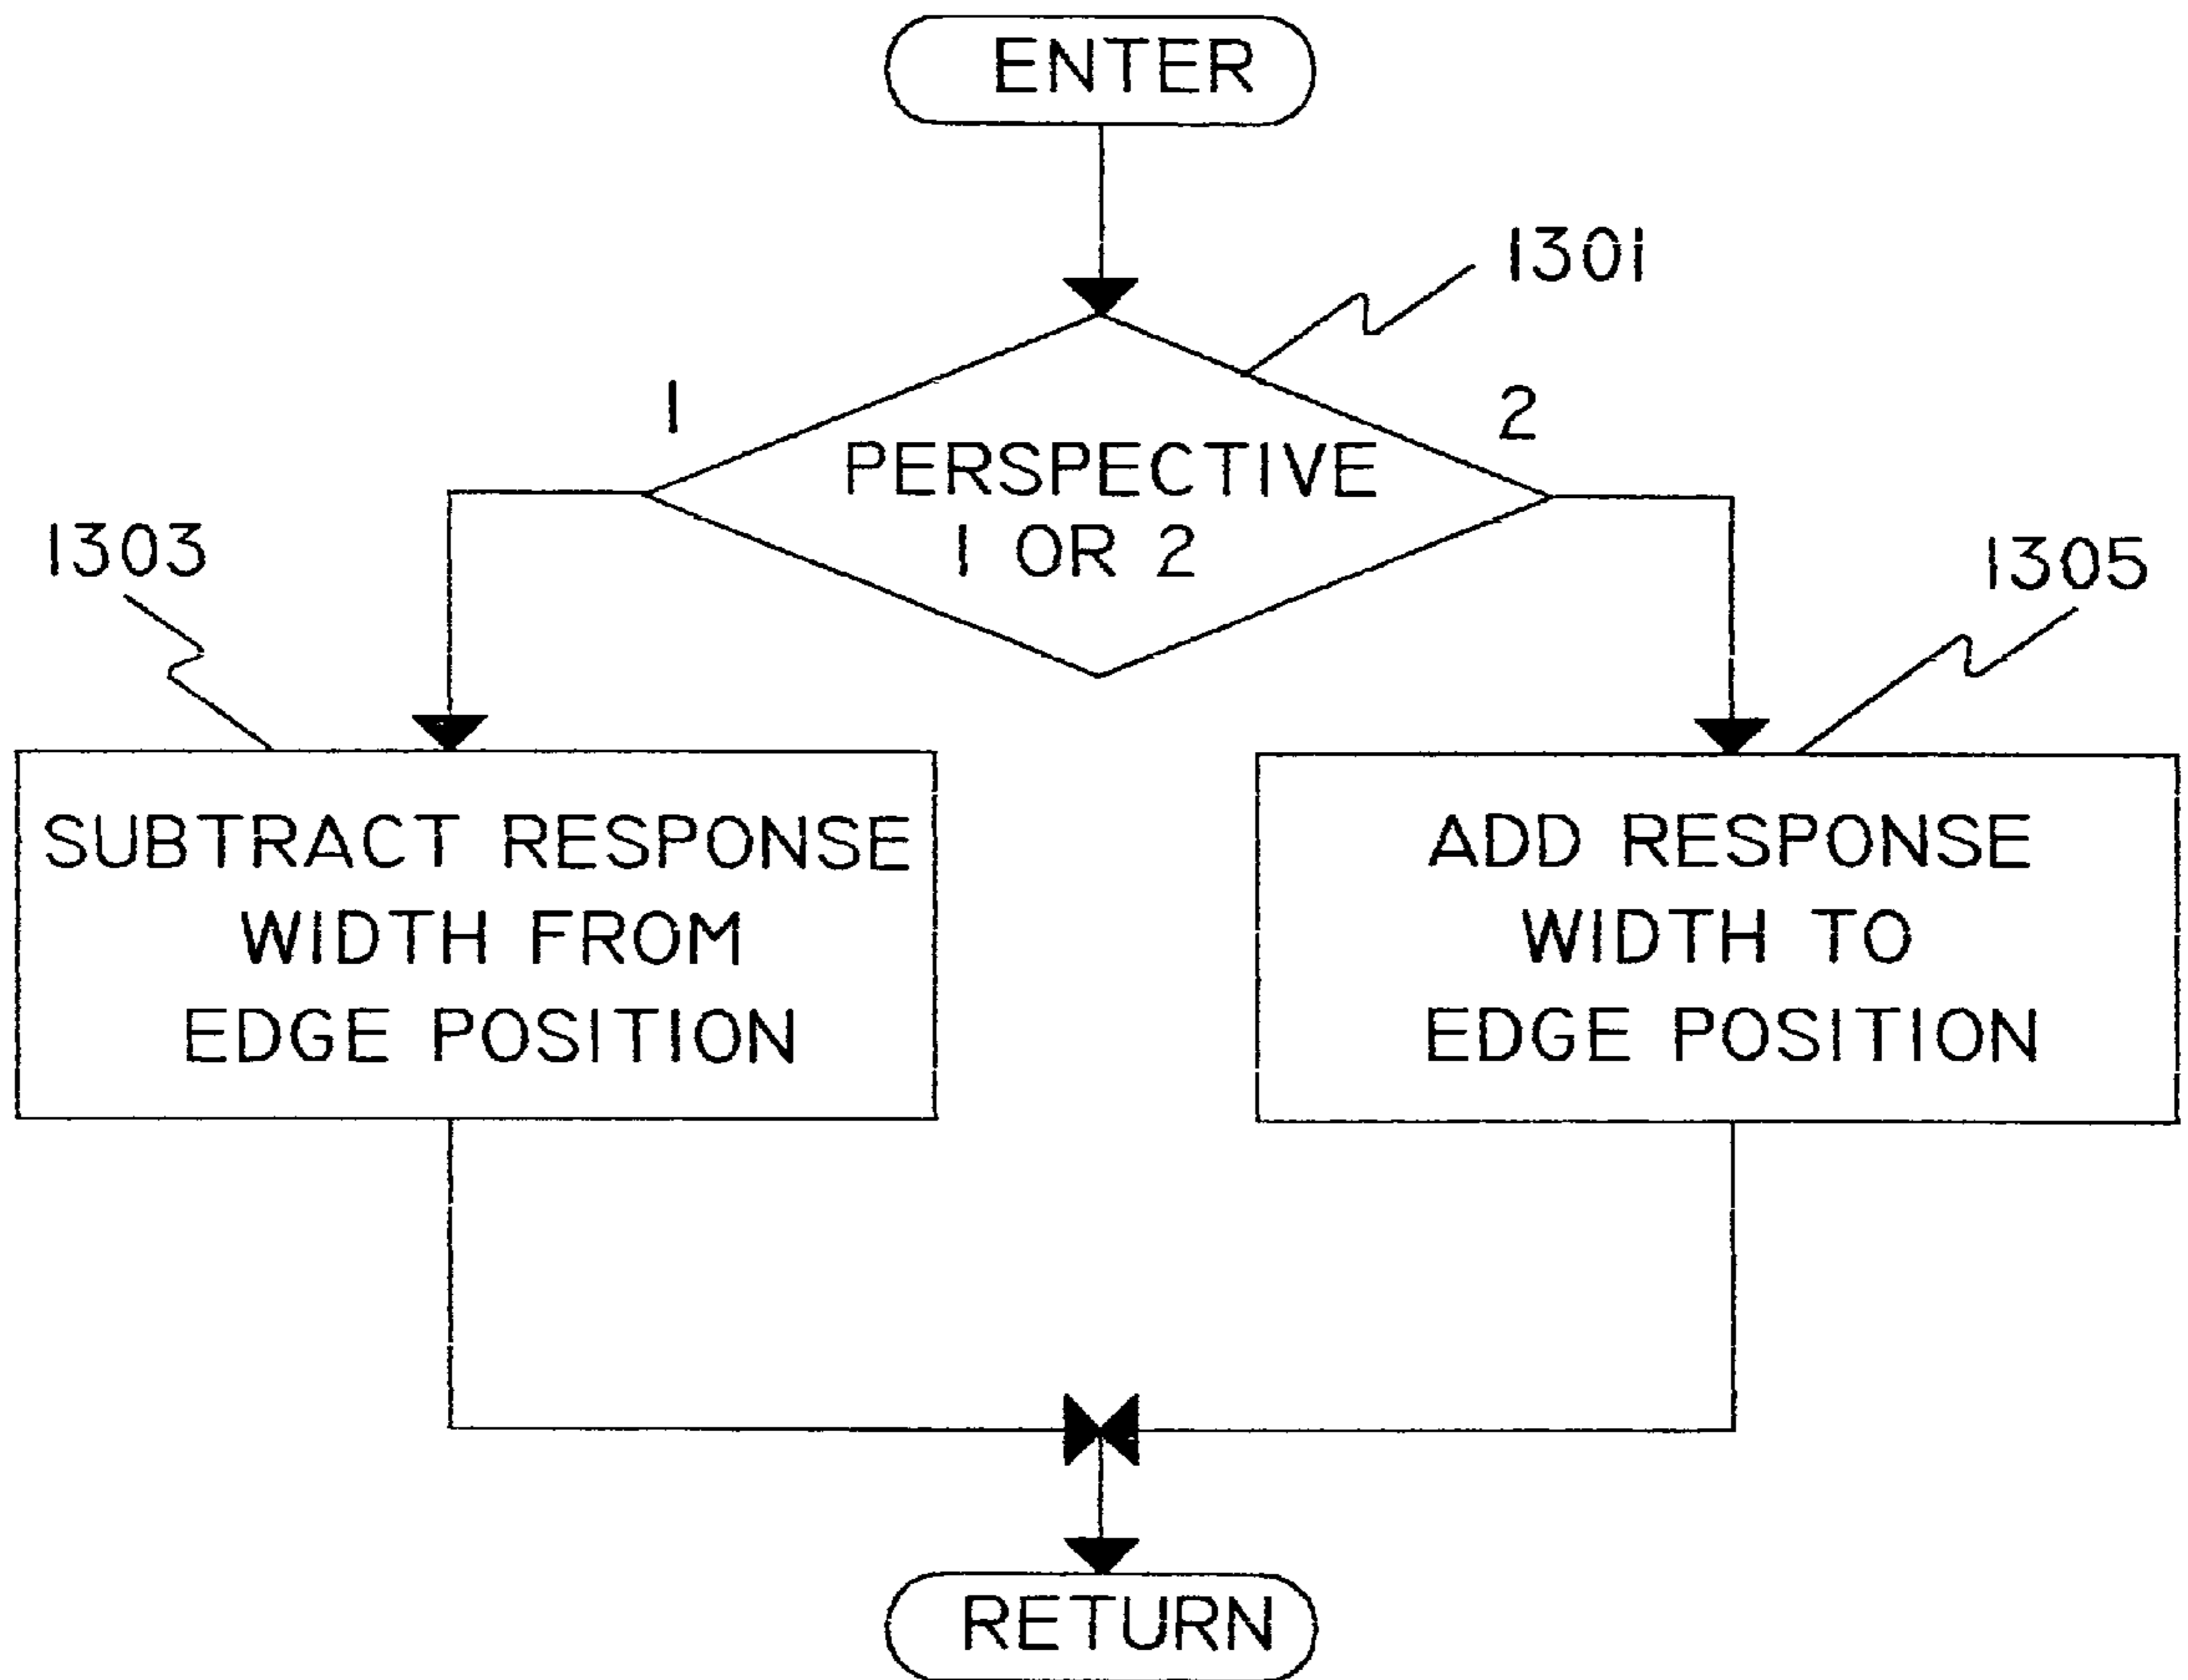 ENTER
1301
1
2
PERSPECTIVE
1 OR 2
1303
1305
SUBTRACT RESPONSE
WIDTH FROM
EDGE POSITION
ADD RESPONSE
WIDTH TO
EDGE POSITION
RETURN